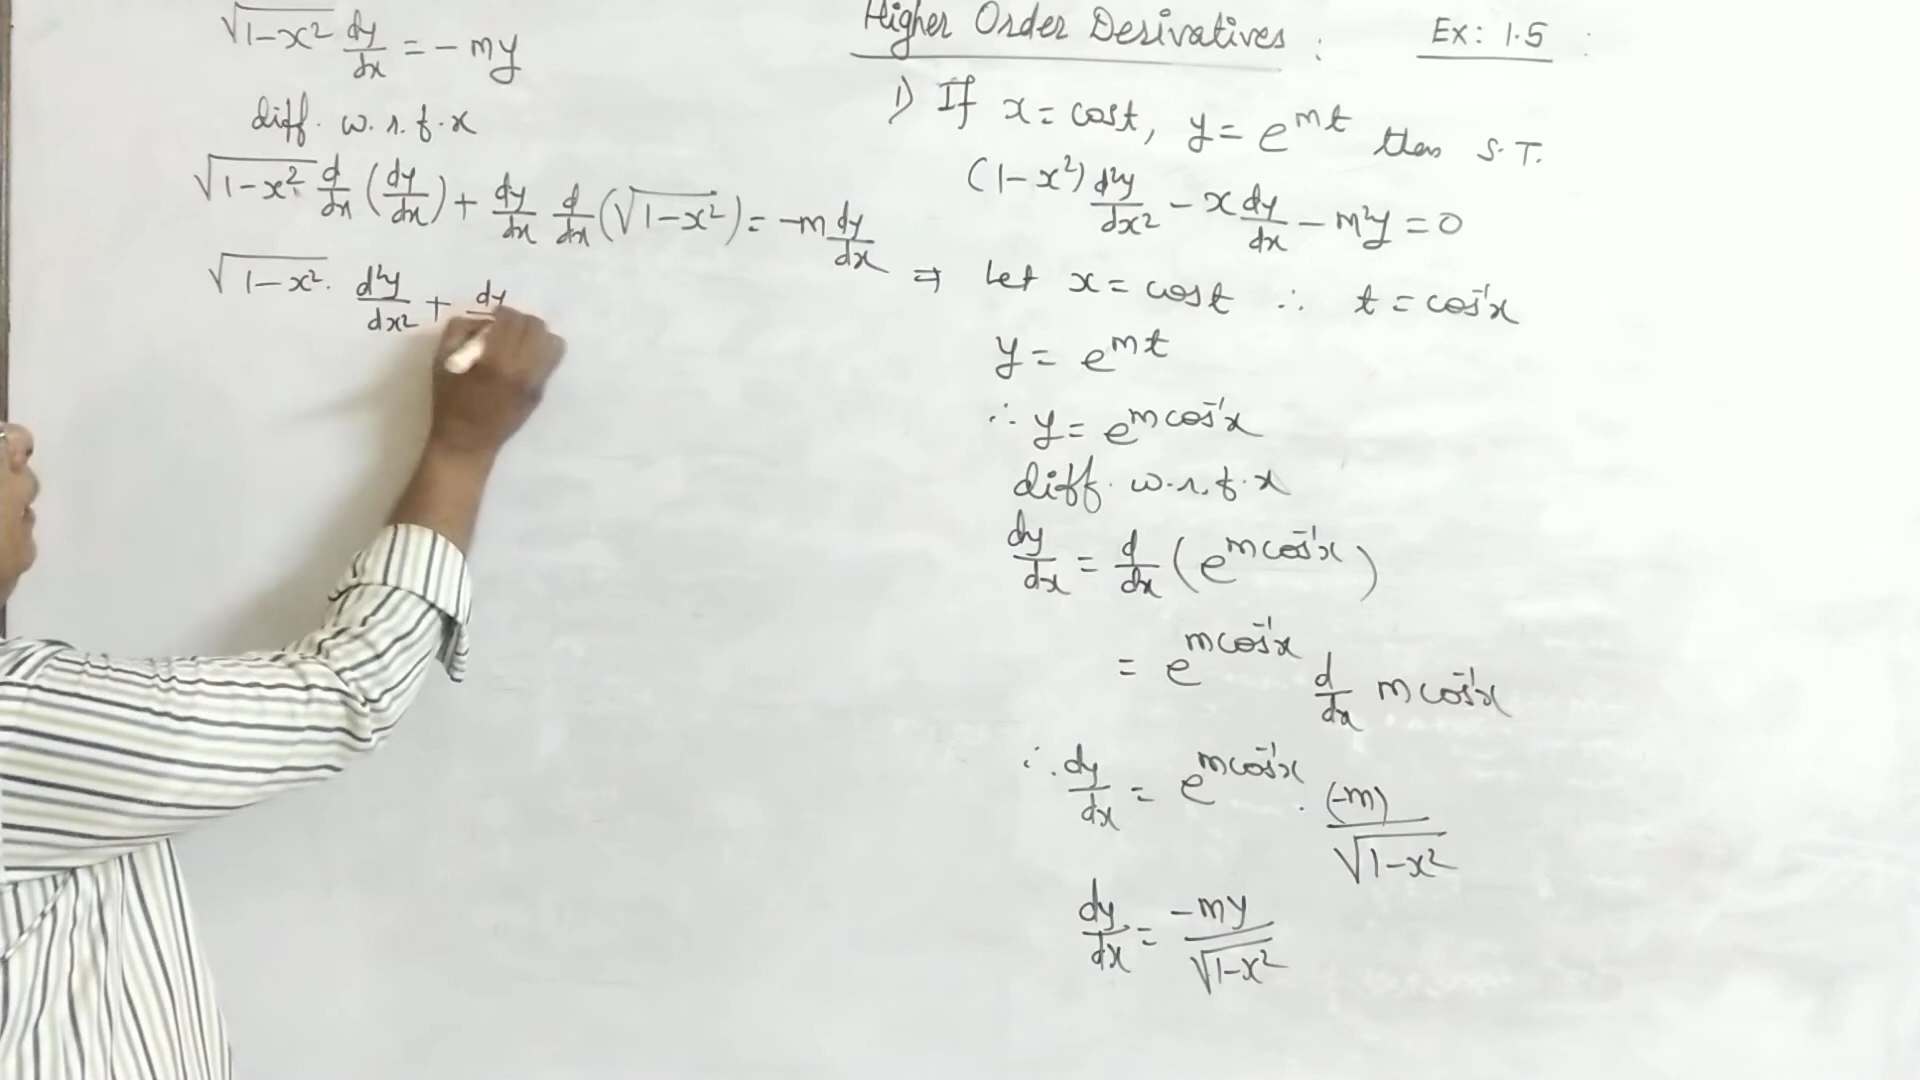 Higher Order Derivatives : Ex: 1.5 :
1) If x = cost, y = e^{mt} then S.T.
(1-x²) d²y/dx² - x dy/dx - m²y = 0
⇒ Let x = cost ∴ t = cos⁻¹x
y = e^{mt}
∴ y = e^{m cos⁻¹x}
diff. w.r.t. x
dy/dx = d/dx (e^{m cos⁻¹x})
= e^{m cos⁻¹x} d/dx m cos⁻¹x
∴ dy/dx = e^{m cos⁻¹x} . (-m)/√(1-x²)
dy/dx = -my/√(1-x²)
√(1-x²) dy/dx = - my
diff. w.r.t. x
√(1-x²) d/dx (dy/dx) + dy/dx d/dx (√(1-x²)) = -m dy/dx
√(1-x²) . d²y/dx² + dy